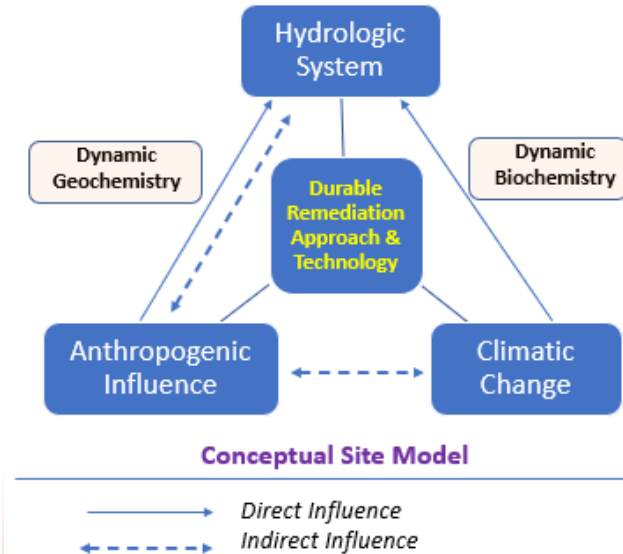 Hydrologic
System
Dynamic
Geochemistry
Dynamic
Biochemistry
Durable
Remediation
Approach &
Technology
Anthropogenic
Influence
Climatic
Change
Conceptual Site Model
Direct Influence
Indirect Influence